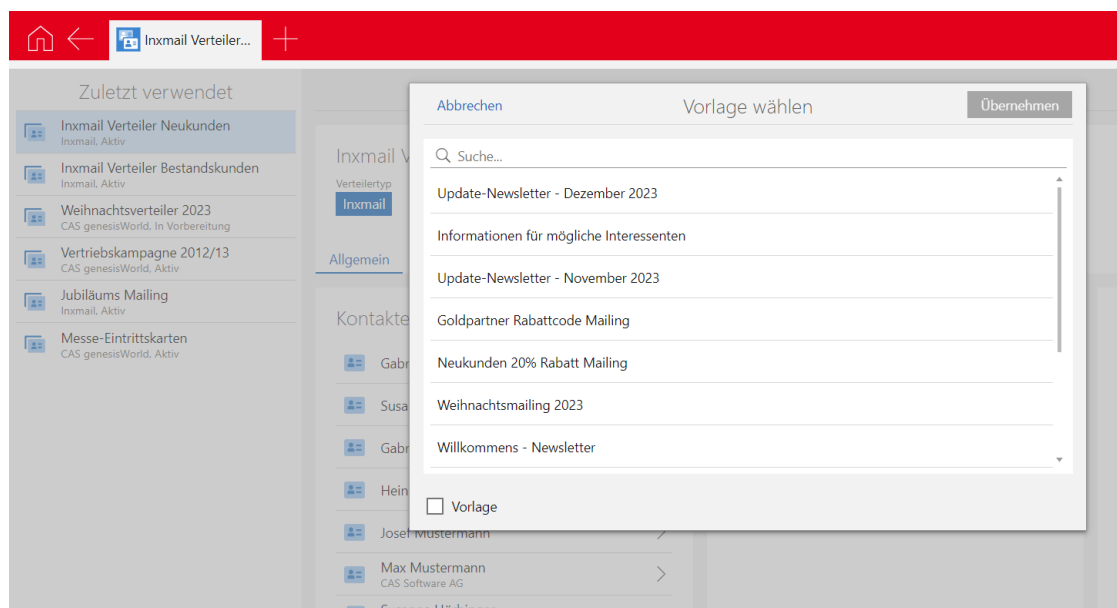 Inxmail Verteiler...
Zuletzt verwendet
Inxmail Verteiler Neukunden
Inxmail, Aktiv
Inxmail Verteiler Bestandskunden
Inxmail, Aktiv
Weihnachtsverteiler 2023
CAS genesisWorld, In Vorbereitung
Vertriebskampagne 2012/13
CAS genesisWorld, Aktiv
Jubiläums Mailing
Inxmail, Aktiv
Messe-Eintrittskarten
CAS genesisWorld, Aktiv
Inxmail V
Verteilertyp
Inxmail
Allgemein
Kontakte
Gabr
Susa
Gabr
Hein
Josef Mustermann
Max Mustermann
CAS Software AG
Abbrechen
Vorlage wählen
Übernehmen
Suche...
Update-Newsletter - Dezember 2023
Informationen für mögliche Interessenten
Update-Newsletter - November 2023
Goldpartner Rabattcode Mailing
Neukunden 20% Rabatt Mailing
Weihnachtsmailing 2023
Willkommens - Newsletter
Vorlage